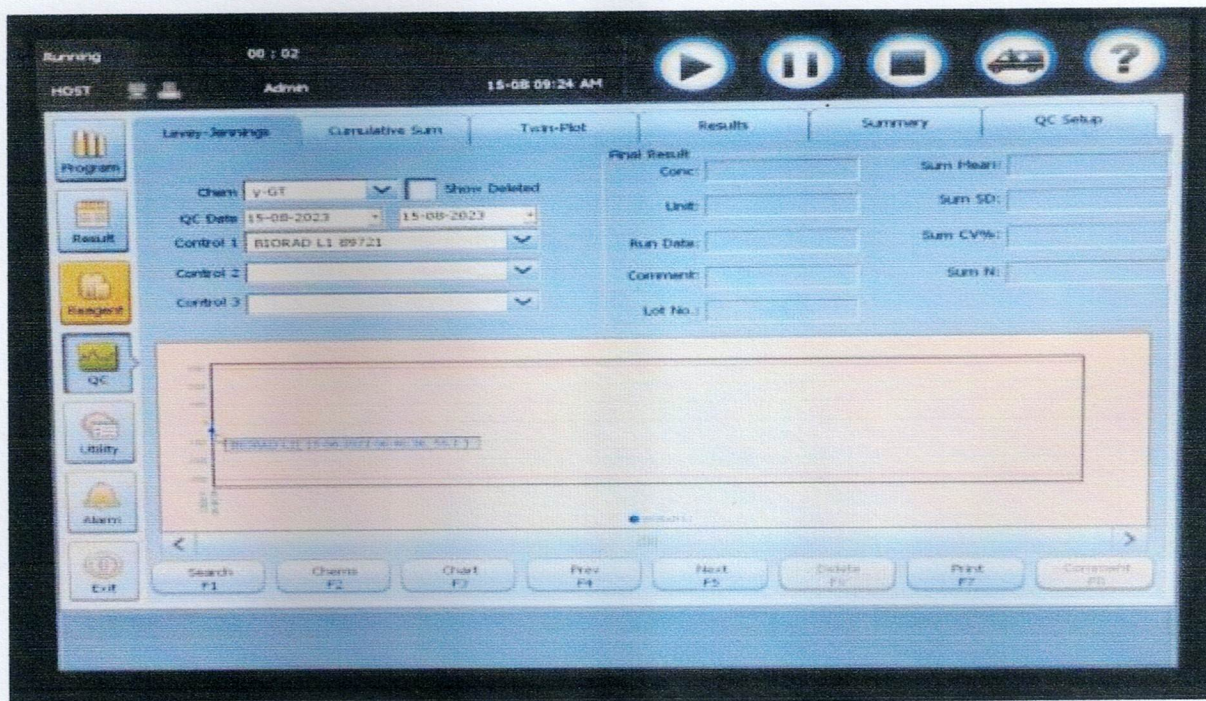 Running
00 : 02
HOST
Admin
15-08 09:24 AM
?
Program
Result
Reagent
QC
Utility
Alarm
Exit
Levey-Jennings
Cumulative Sum
Twin-Plot
Results
Summary
QC Setup
Chem γ-GT Show Deleted
QC Date 15-08-2023 15-08-2023
Control 1 BIORAD L1 89721
Control 2
Control 3
Final Result
Conc:
Unit:
Run Date:
Comment:
Lot No.:
Sum Mean:
Sum SD:
Sum CV%:
Sum N:
Search F1
Chems F2
Chart F3
Prev F4
Next F5
Delete
Print F7
Comment F8